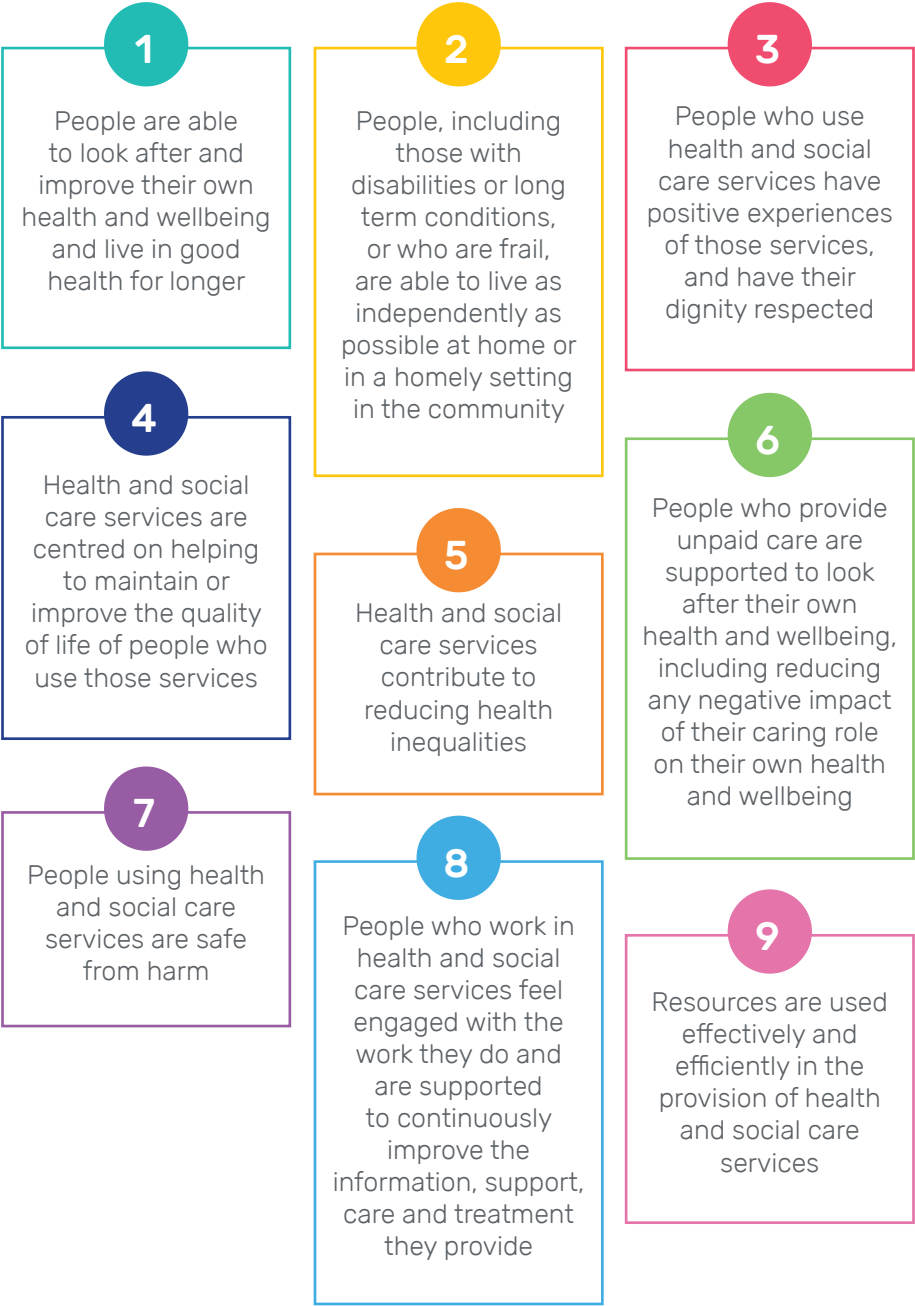 1
People are able
to look after and
improve their own
health and wellbeing
and live in good
health for longer
2
People, including
those with
disabilities or long
term conditions,
or who are frail,
are able to live as
independently as
possible at home or
in a homely setting
in the community
3
People who use
health and social
care services have
positive experiences
of those services,
and have their
dignity respected
4
Health and social
care services are
centred on helping
to maintain or
improve the quality
of life of people who
use those services
5
Health and social
care services
contribute to
reducing health
inequalities
6
People who provide
unpaid care are
supported to look
after their own
health and wellbeing,
including reducing
any negative impact
of their caring role
on their own health
and wellbeing
7
People using health
and social care
services are safe
from harm
8
People who work in
health and social
care services feel
engaged with the
work they do and
are supported
to continuously
improve the
information, support,
care and treatment
they provide
9
Resources are used
effectively and
efficiently in the
provision of health
and social care
services